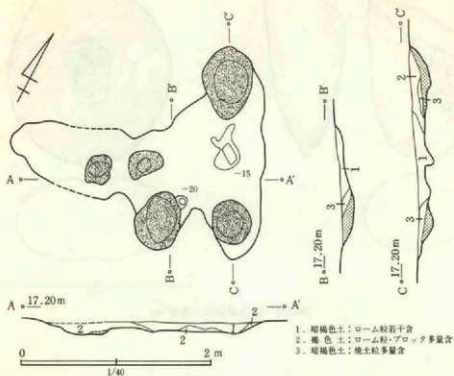 C'
B'
-15
A
A'
-20
B
C
A 17.20m A'
2
2
2
0 2 m
1/40
B'
1
3
B 17.20m
C'
2
3
1
3
C 17.20m
1. 暗褐色土：ローム粒若干含
2. 褐色土：ローム粒・ブロック多量含
3. 暗褐色土：焼土粒多量含